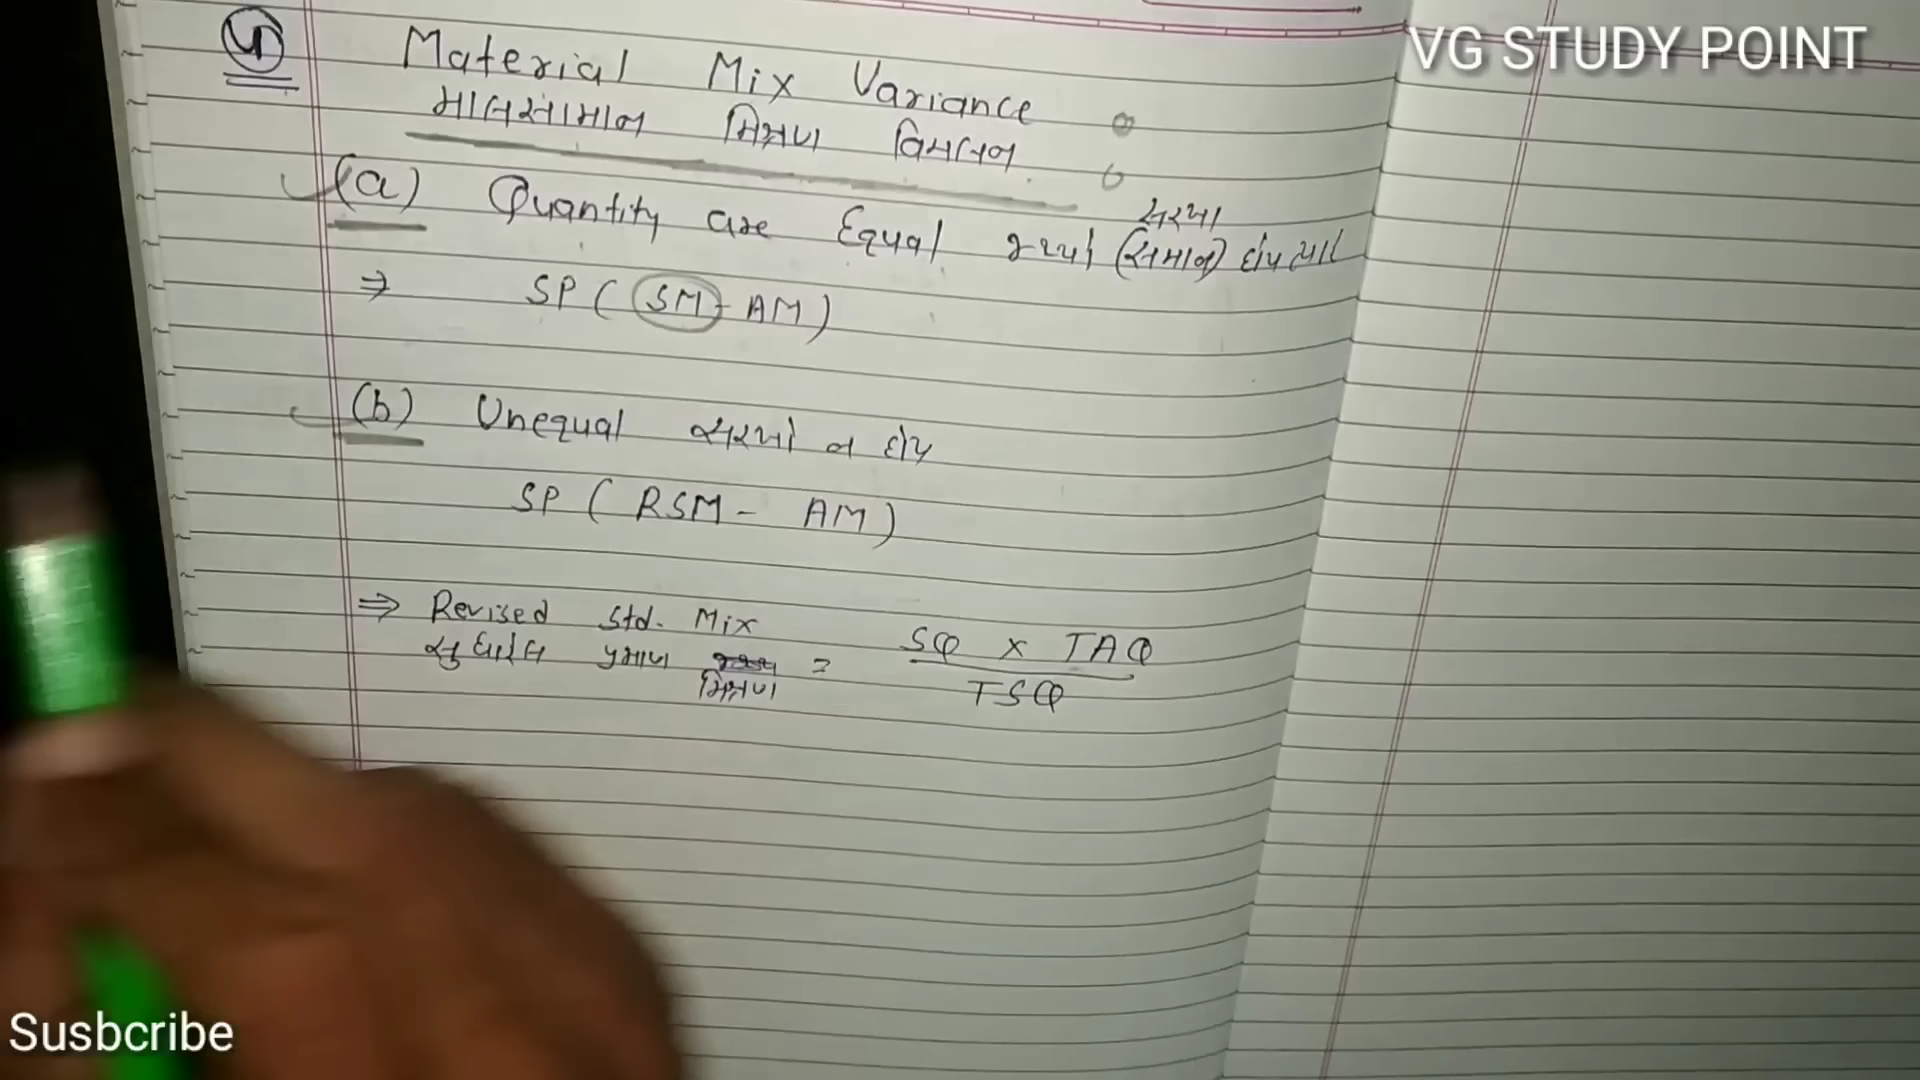 VG STUDY POINT
Material Mix Variance
માલસામાન મિશ્રણ વિચલન
(a) Quantity are Equal જથ્થો (સમાન) હોય ત્યારે
સરખા
⇒ SP ( SM - AM )
(b) Unequal સરખો ન હોય
SP ( RSM - AM )
⇒ Revised Std. Mix
સુધારેલ પ્રમાણ મિશ્રણ = SQ x TAQ
TSQ
Susbcribe